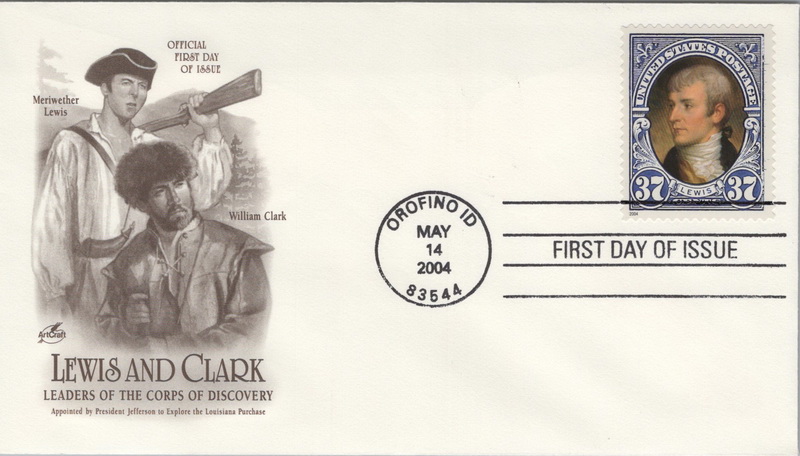 OFFICIAL
FIRST DAY
OF ISSUE
Meriwether
Lewis
William Clark
ArtCraft
LEWIS AND CLARK
LEADERS OF THE CORPS OF DISCOVERY
Appointed by President Jefferson to Explore the Louisiana Purchase
OROFINO ID
MAY
14
2004
83544
UNITED STATES POSTAGE
37
LEWIS
37
2004
FIRST DAY OF ISSUE